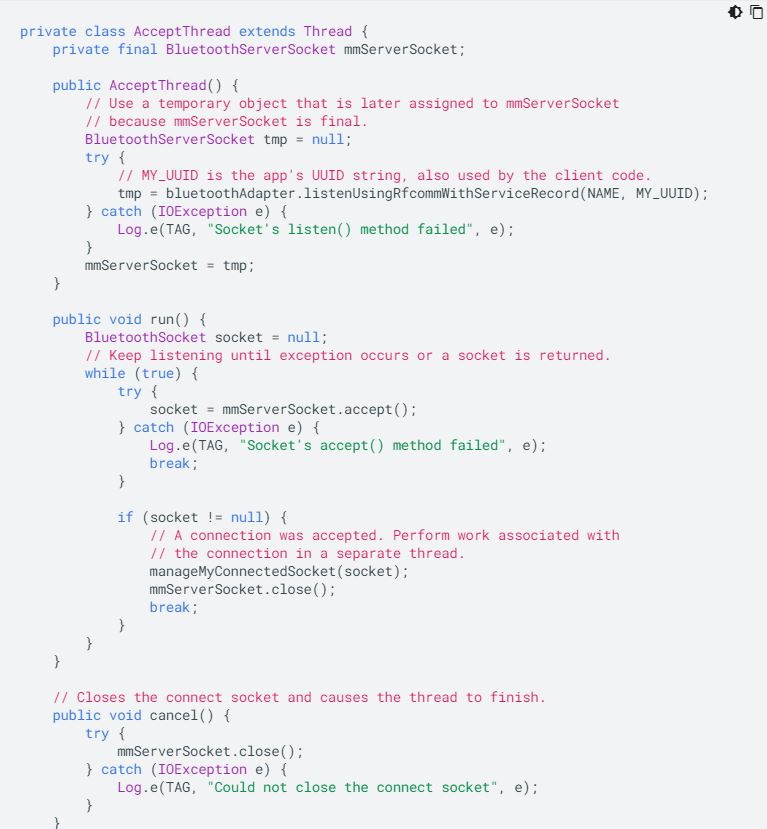 private class AcceptThread extends Thread {
    private final BluetoothServerSocket mmServerSocket;

    public AcceptThread() {
        // Use a temporary object that is later assigned to mmServerSocket
        // because mmServerSocket is final.
        BluetoothServerSocket tmp = null;
        try {
            // MY_UUID is the app's UUID string, also used by the client code.
            tmp = bluetoothAdapter.listenUsingRfcommWithServiceRecord(NAME, MY_UUID);
        } catch (IOException e) {
            Log.e(TAG, "Socket's listen() method failed", e);
        }
        mmServerSocket = tmp;
    }

    public void run() {
        BluetoothSocket socket = null;
        // Keep listening until exception occurs or a socket is returned.
        while (true) {
            try {
                socket = mmServerSocket.accept();
            } catch (IOException e) {
                Log.e(TAG, "Socket's accept() method failed", e);
                break;
            }

            if (socket != null) {
                // A connection was accepted. Perform work associated with
                // the connection in a separate thread.
                manageMyConnectedSocket(socket);
                mmServerSocket.close();
                break;
            }
        }
    }

    // Closes the connect socket and causes the thread to finish.
    public void cancel() {
        try {
            mmServerSocket.close();
        } catch (IOException e) {
            Log.e(TAG, "Could not close the connect socket", e);
        }
    }